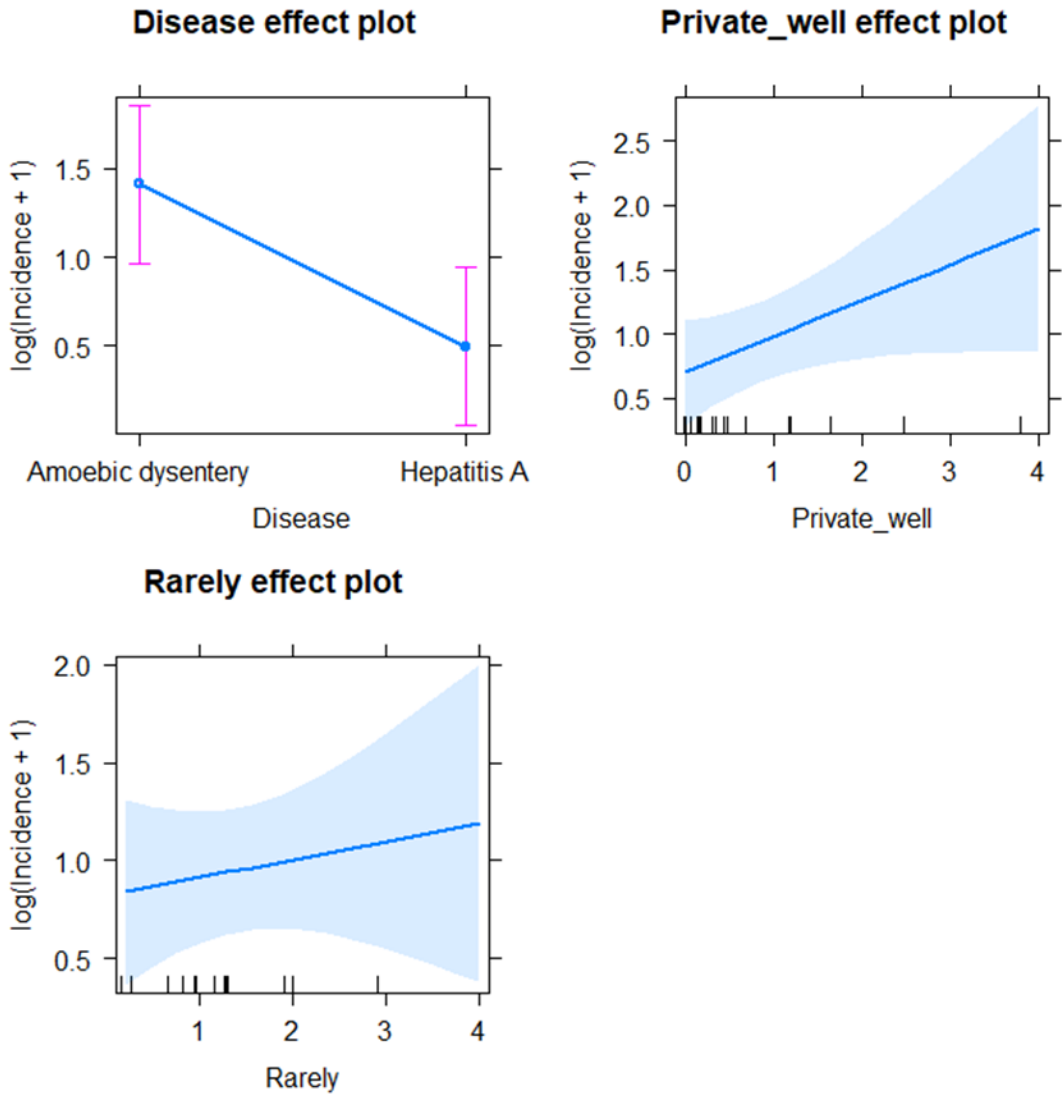 Disease effect plot
log(Incidence + 1)
1.5
1.0
0.5
Amoebic dysentery Hepatitis A
Disease
Private_well effect plot
log(Incidence + 1)
2.5
2.0
1.5
1.0
0.5
0 1 2 3 4
Private_well
Rarely effect plot
log(Incidence + 1)
2.0
1.5
1.0
0.5
1 2 3 4
Rarely